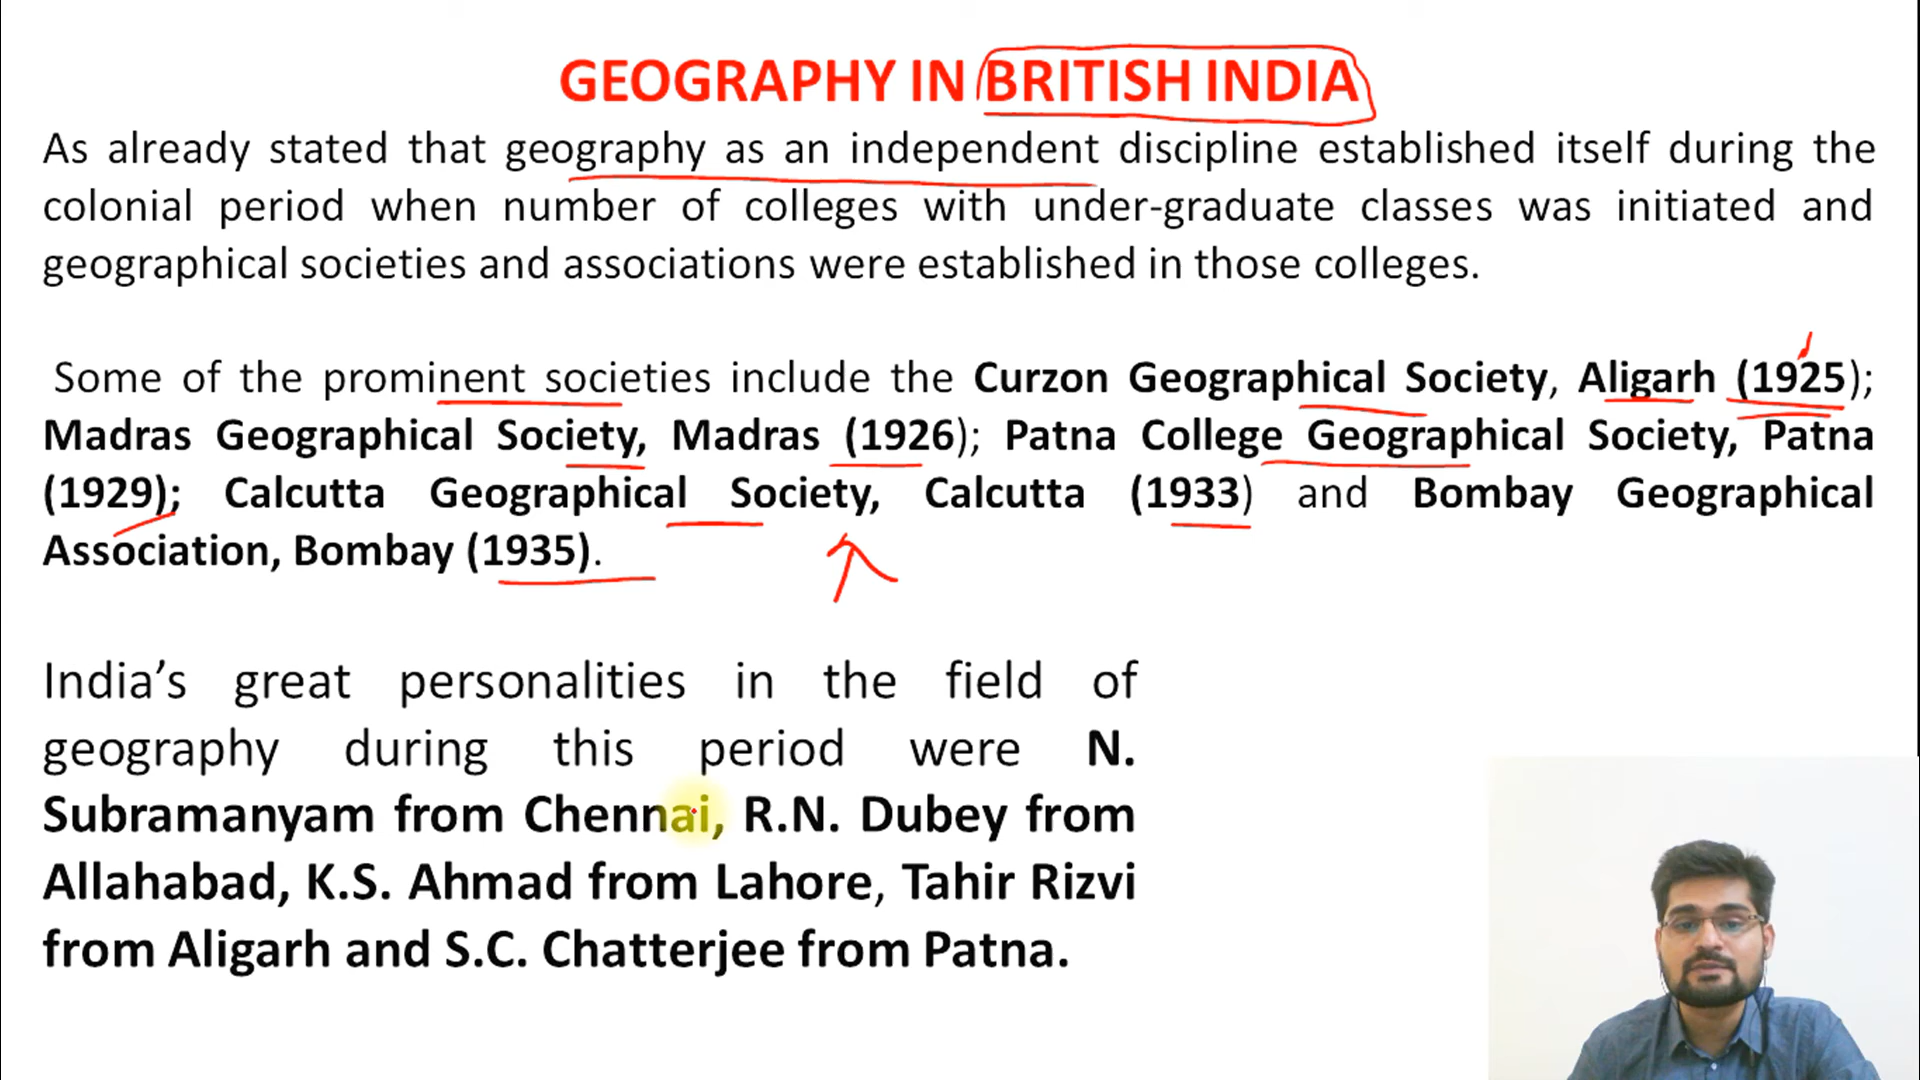 GEOGRAPHY IN BRITISH INDIA
As already stated that geography as an independent discipline established itself during the
colonial period when number of colleges with under-graduate classes was initiated and
geographical societies and associations were established in those colleges.
Some of the prominent societies include the Curzon Geographical Society, Aligarh (1925);
Madras Geographical Society, Madras (1926); Patna College Geographical Society, Patna
(1929); Calcutta Geographical Society, Calcutta (1933) and Bombay Geographical
Association, Bombay (1935).
India’s great personalities in the field of
geography during this period were N.
Subramanyam from Chennai, R.N. Dubey from
Allahabad, K.S. Ahmad from Lahore, Tahir Rizvi
from Aligarh and S.C. Chatterjee from Patna.